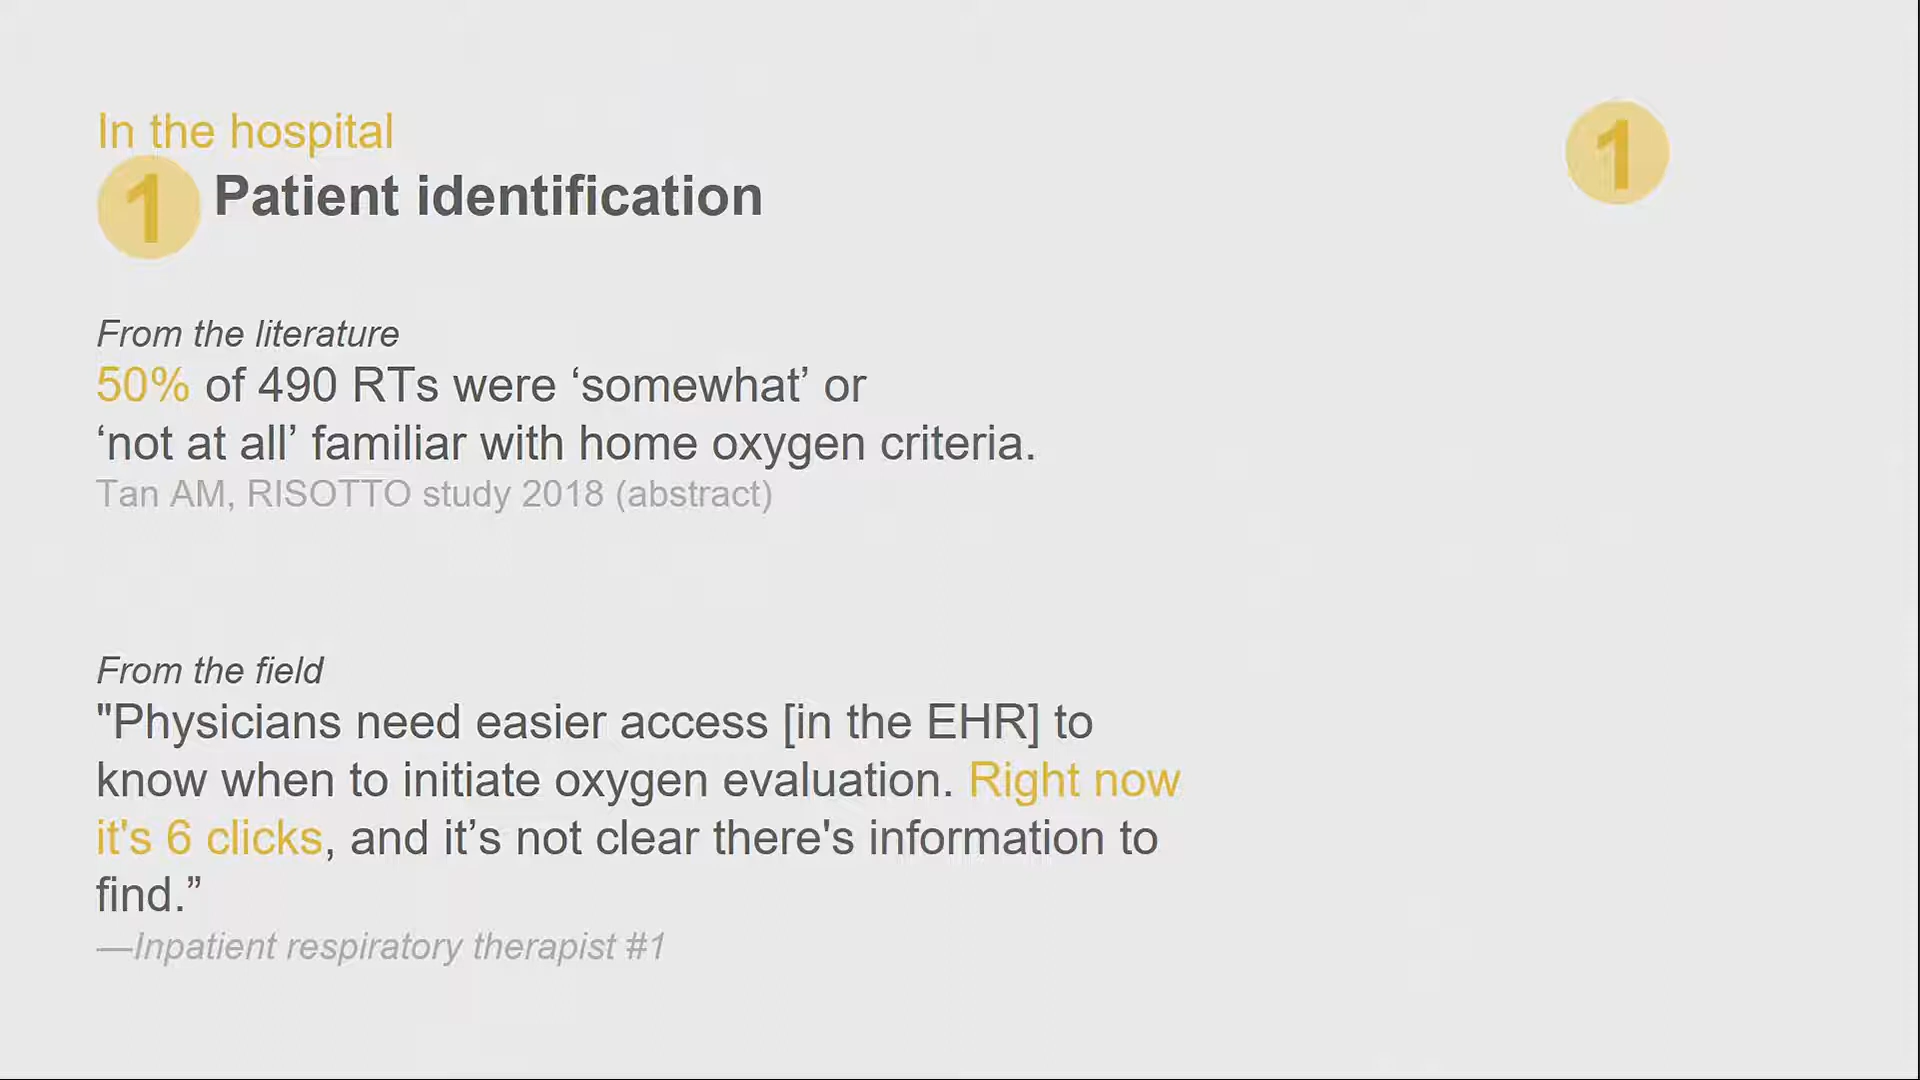 In the hospital
1 Patient identification
1
From the literature
50% of 490 RTs were ‘somewhat’ or
‘not at all’ familiar with home oxygen criteria.
Tan AM, RISOTTO study 2018 (abstract)
From the field
"Physicians need easier access [in the EHR] to
know when to initiate oxygen evaluation. Right now
it's 6 clicks, and it’s not clear there's information to
find.”
—Inpatient respiratory therapist #1